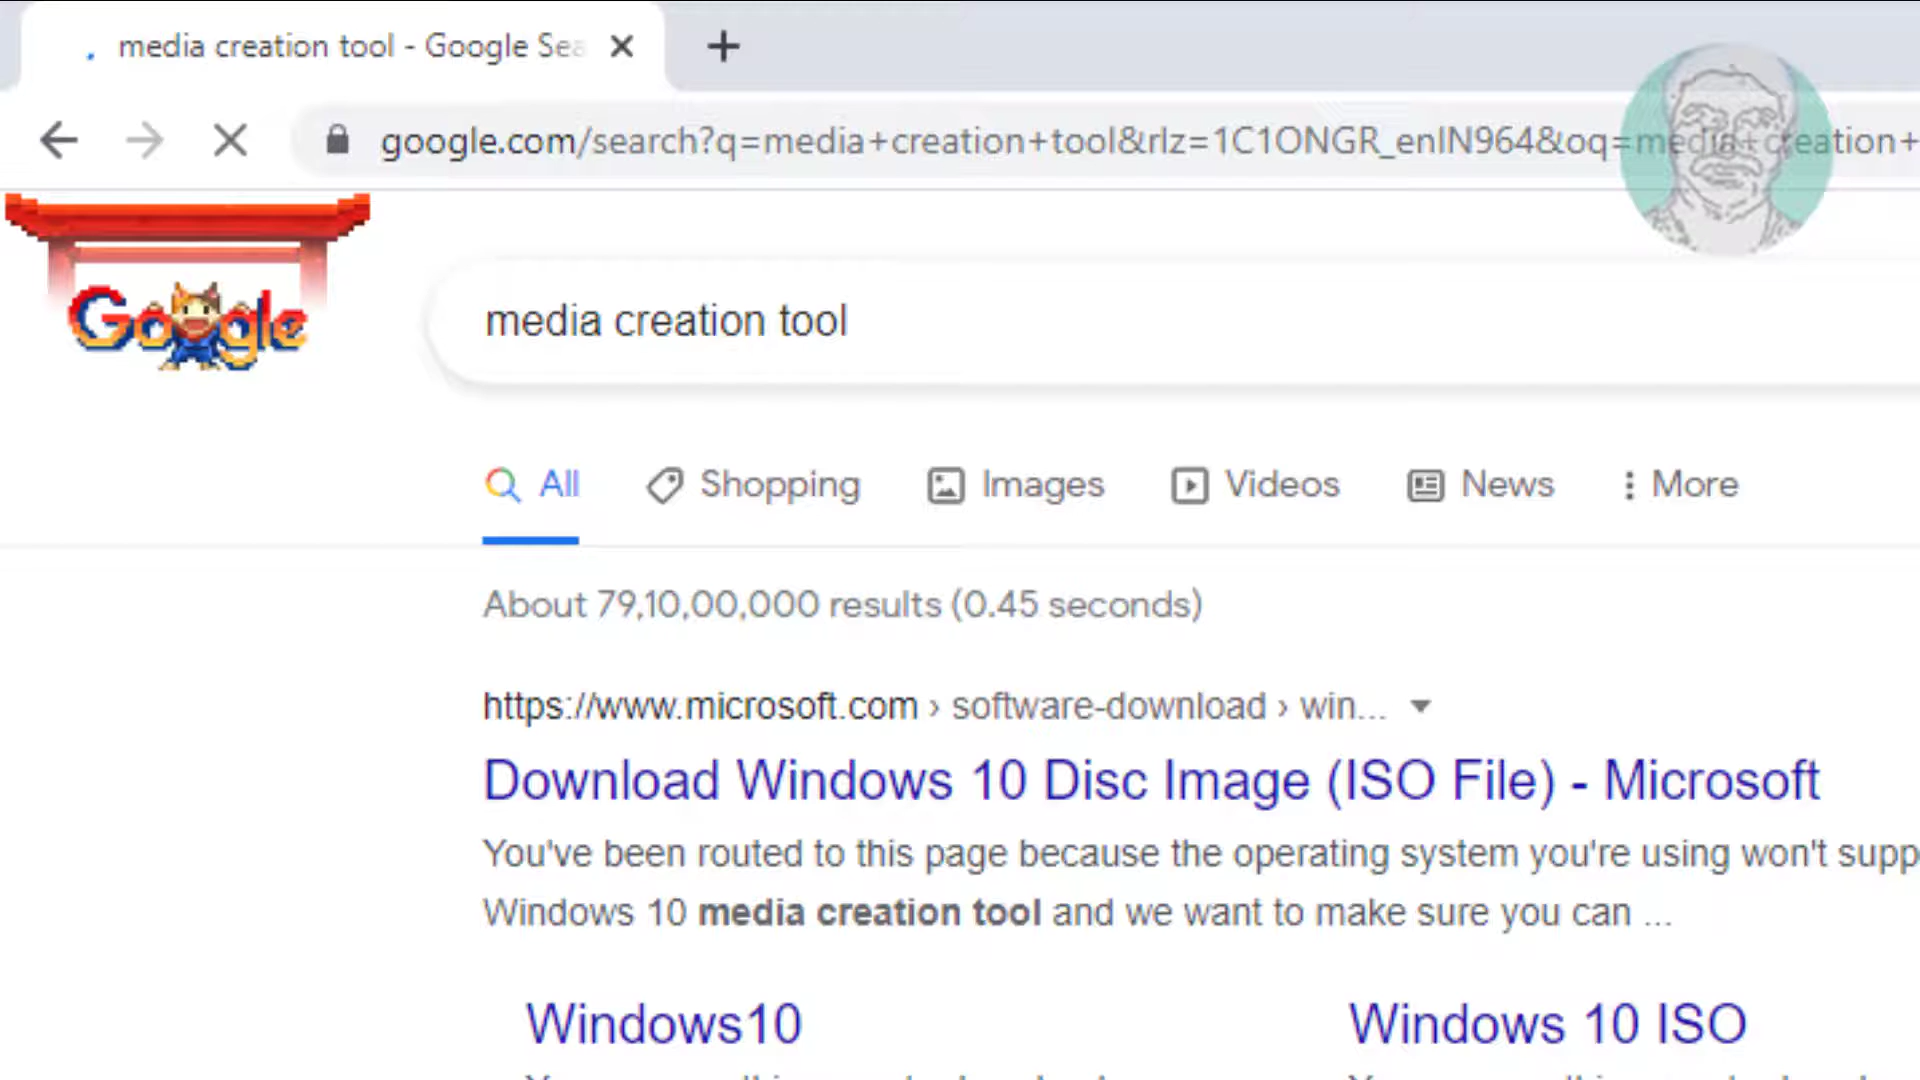 media creation tool - Google Sea
google.com/search?q=media+creation+tool&rlz=1C1ONGR_enIN964&oq=media+creation+
Google
media creation tool
All Shopping Images Videos News More
About 79,10,00,000 results (0.45 seconds)
https://www.microsoft.com › software-download › win...
Download Windows 10 Disc Image (ISO File) - Microsoft
You've been routed to this page because the operating system you're using won't supp
Windows 10 media creation tool and we want to make sure you can ...
Windows10 Windows 10 ISO